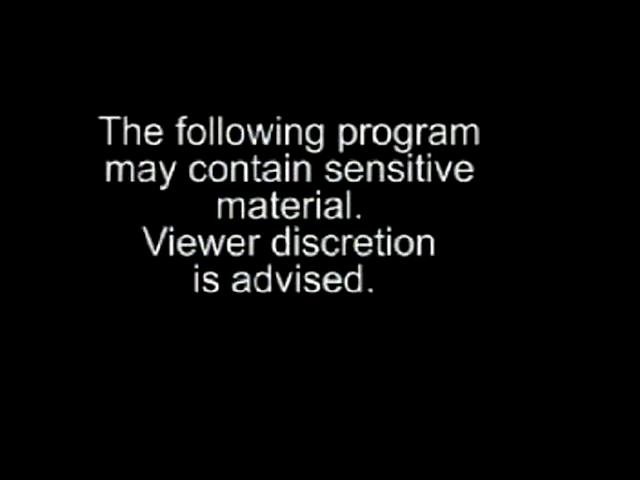 The following program
may contain sensitive
material.
Viewer discretion
is advised.